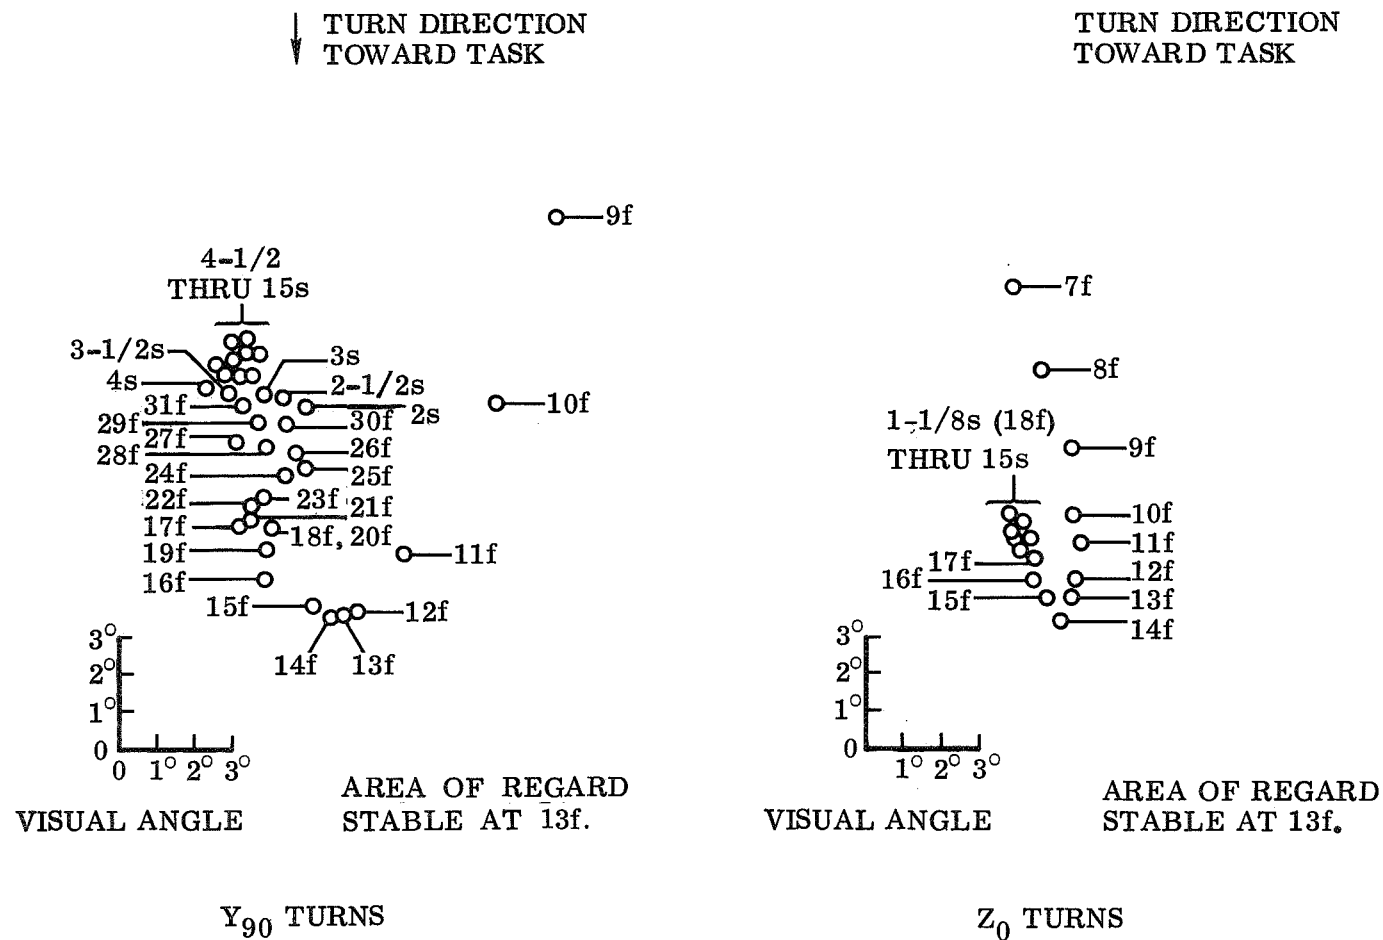 TURN DIRECTION
TOWARD TASK
9f
4-1/2
THRU 15s
3-1/2s
3s
4s
2-1/2s
31f
2s
10f
29f
30f
27f
28f
26f
24f
25f
22f
23f
21f
17f
18f, 20f
19f
11f
16f
15f
12f
14f
13f
3°
2°
1°
0
0 1° 2° 3°
VISUAL ANGLE
AREA OF REGARD
STABLE AT 13f.
Y90 TURNS
TURN DIRECTION
TOWARD TASK
7f
8f
1-1/8s (18f)
THRU 15s
9f
10f
11f
17f
12f
16f
15f
13f
14f
3°
2°
1°
0
1° 2° 3°
VISUAL ANGLE
AREA OF REGARD
STABLE AT 13f.
Z0 TURNS